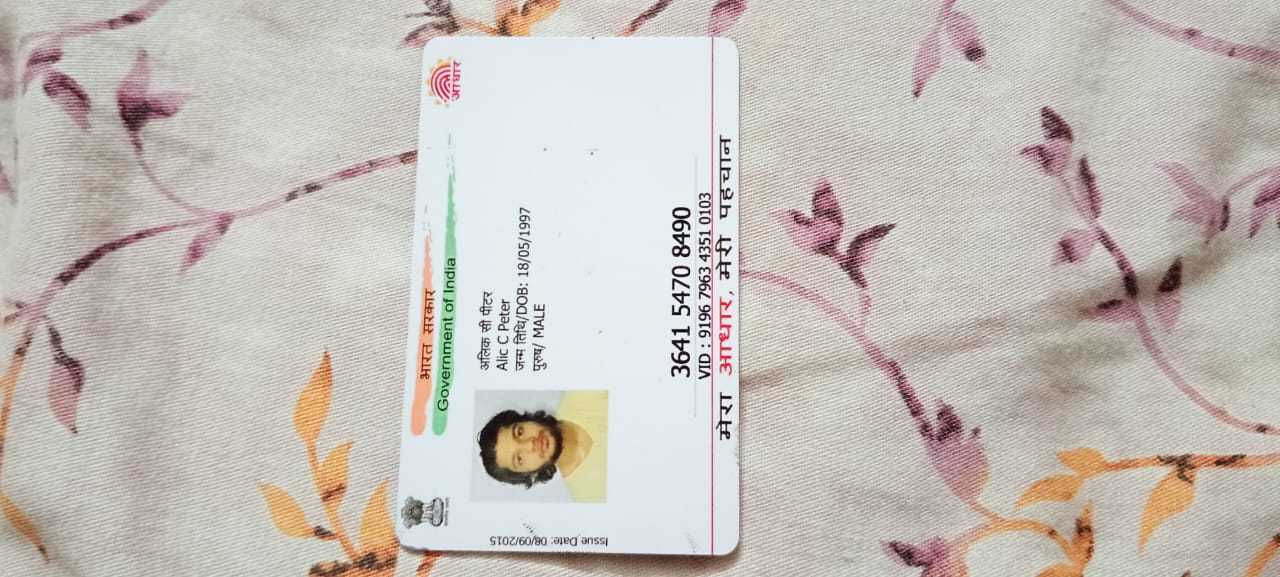 भारत सरकार
Government of India
आधार
अलिक सी पीटर
Alic C Peter
जन्म तिथि/DOB: 18/05/1997
पुरुष/ MALE
Issue Date: 08/09/2015
3641 5470 8490
VID : 9196 7963 4351 0103
मेरा आधार, मेरी पहचान